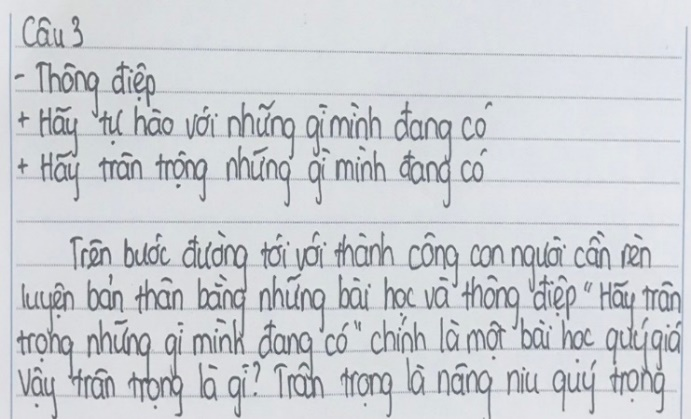 Câu 3
- Thông điệp
+ Hãy tự hào với những gì mình đang có
+ Hãy trân trọng những gì mình đang có
Trên bước đường tới với thành công con người cần rèn
luyện bản thân bằng những bài học và thông điệp "Hãy trân
trọng những gì mình đang có" chính là một bài học quý giá
Vậy trân trọng là gì? Trân trọng là nâng niu quý trọng